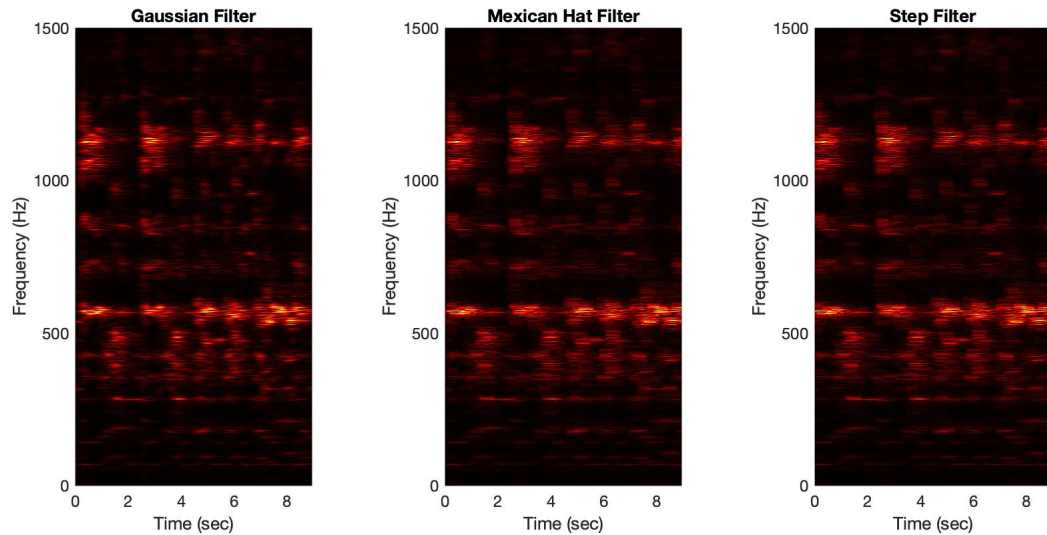 Gaussian Filter
1500
1000
500
0
0 2 4 6 8
Frequency (Hz)
Time (sec)
Mexican Hat Filter
1500
1000
500
0
0 2 4 6 8
Frequency (Hz)
Time (sec)
Step Filter
1500
1000
500
0
0 2 4 6 8
Frequency (Hz)
Time (sec)